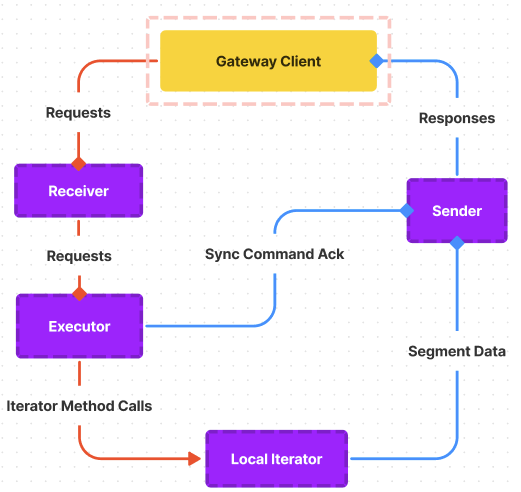 Gateway Client
Requests
Responses
Receiver
Sender
Requests
Sync Command Ack
Executor
Segment Data
Iterator Method Calls
Local Iterator